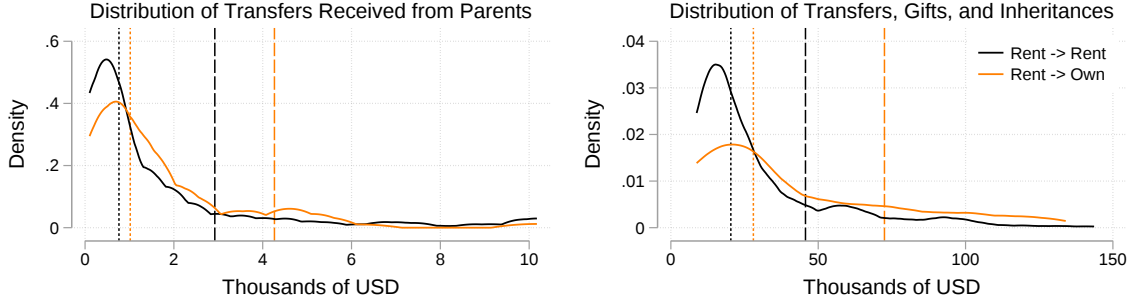 Distribution of Transfers Received from Parents
.6
.4
.2
0
Density
0 2 4 6 8 10
Thousands of USD
Distribution of Transfers, Gifts, and Inheritances
.04
.03
.02
.01
0
Density
Rent -> Rent
Rent -> Own
0 50 100 150
Thousands of USD